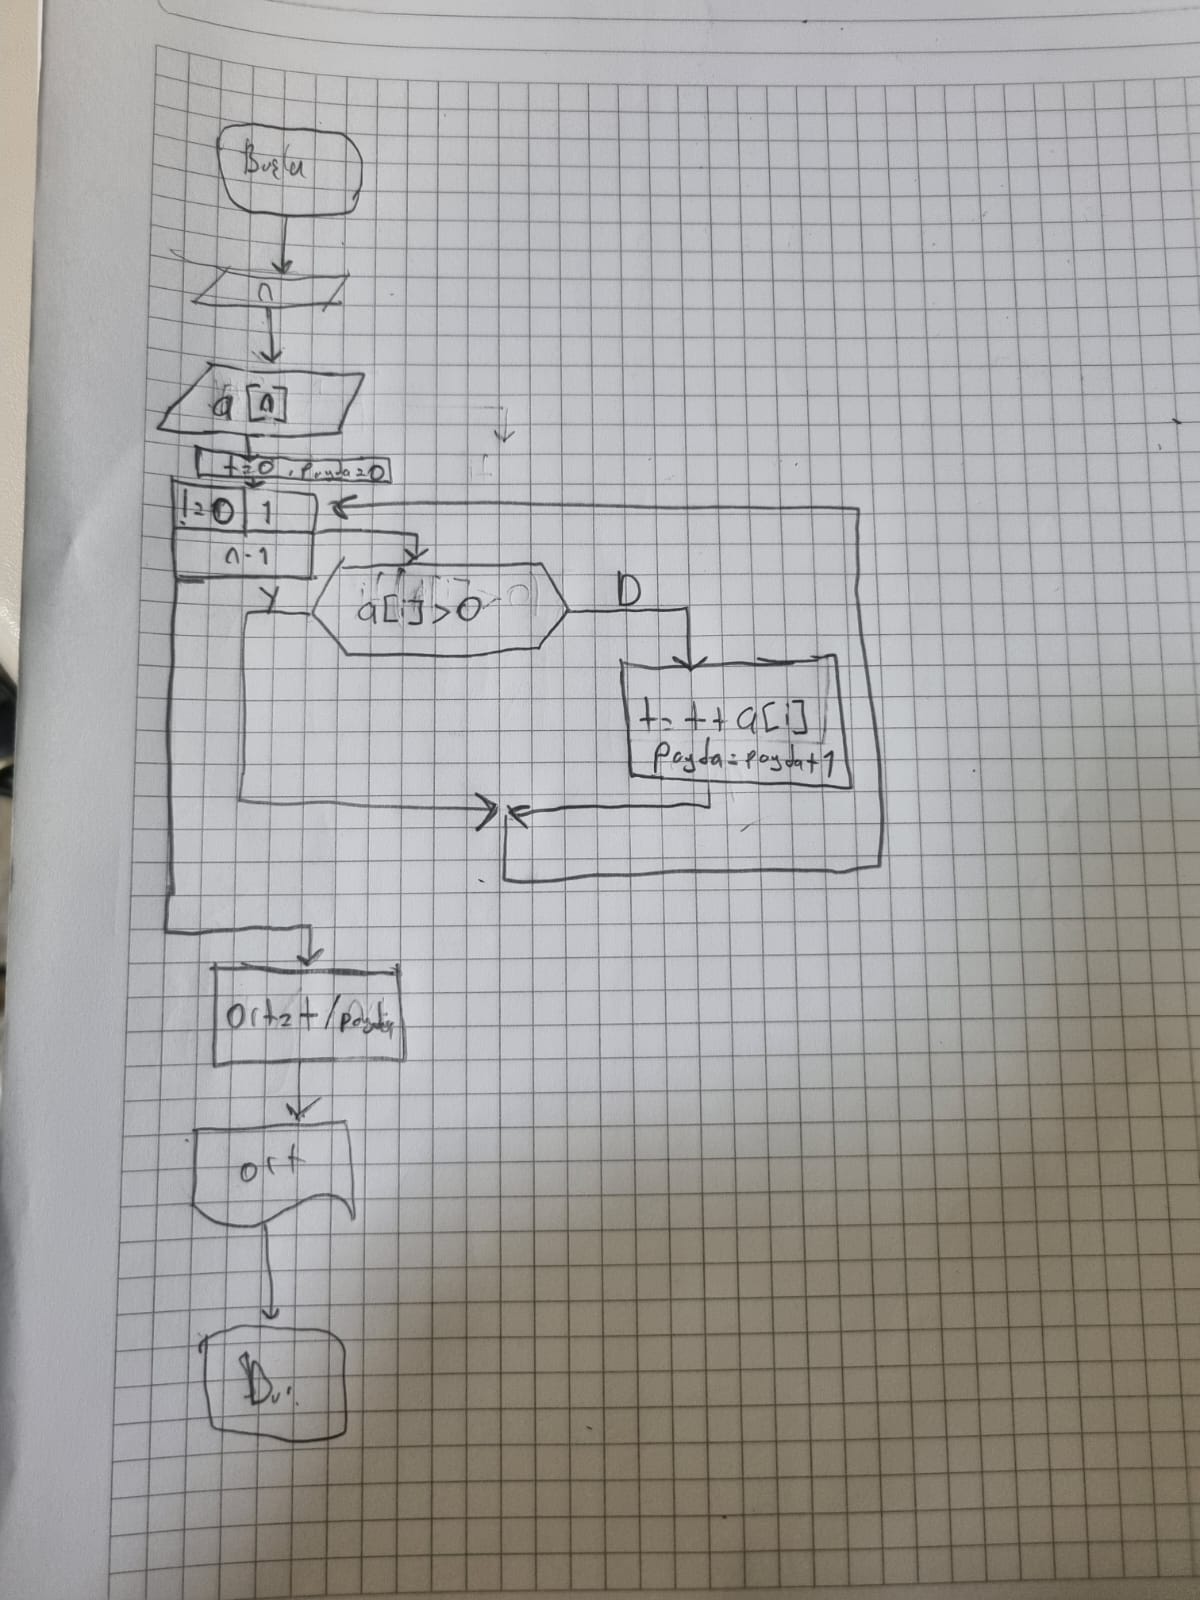 Başla
n
a[n]
t=0, Payda=0
i=0 1
n-1
a[i]>0
Y
D
t=t+a[i]
Payda=payda+1
Ort=t/payda
ort
Dur